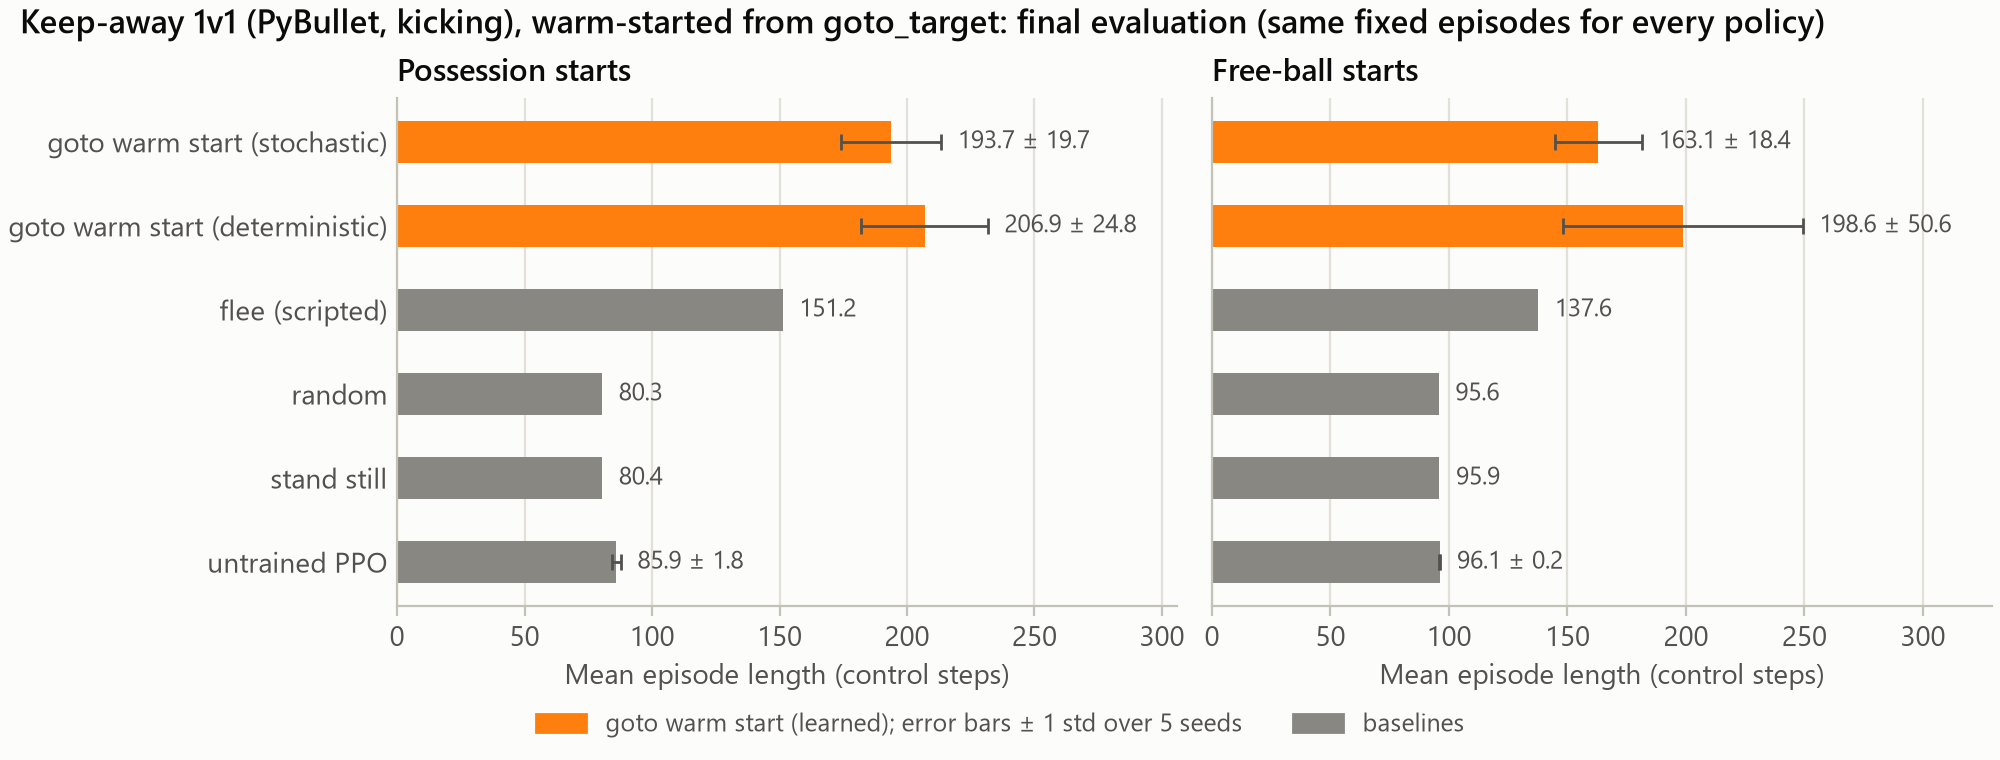 Keep-away 1v1 (PyBullet, kicking), warm-started from goto_target: final evaluation (same fixed episodes for every policy)
Possession starts
goto warm start (stochastic)
193.7 ± 19.7
goto warm start (deterministic)
206.9 ± 24.8
flee (scripted)
151.2
random
80.3
stand still
80.4
untrained PPO
85.9 ± 1.8
0 50 100 150 200 250 300
Mean episode length (control steps)
Free-ball starts
163.1 ± 18.4
198.6 ± 50.6
137.6
95.6
95.9
96.1 ± 0.2
0 50 100 150 200 250 300
Mean episode length (control steps)
goto warm start (learned); error bars ± 1 std over 5 seeds
baselines